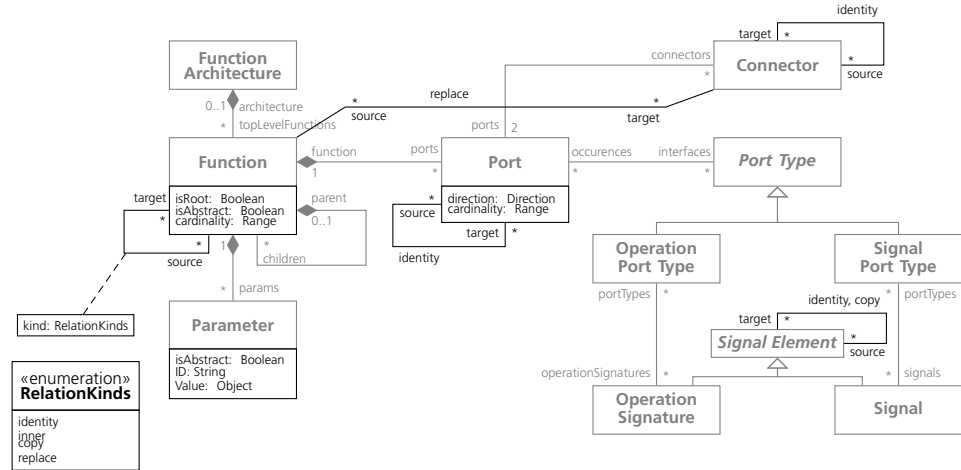 identity
target
*
*
source
Connector
connectors
*
Function
Architecture
0..1
architecture
*
topLevelFunctions
*
replace
*
source
target
ports
2
Function
function
1
ports
*
Port
occurences
*
interfaces
*
Port Type
isRoot: Boolean
isAbstract: Boolean
cardinality: Range
parent
0..1
target
*
*
source
1
*
children
direction: Direction
cardinality: Range
*
source
target
*
identity
Operation
Port Type
Signal
Port Type
portTypes
*
*
portTypes
*
params
kind: RelationKinds
Parameter
isAbstract: Boolean
ID: String
Value: Object
identity, copy
target
*
*
source
Signal Element
operationSignatures
*
*
signals
Operation
Signature
Signal
«enumeration»
RelationKinds
identity
inner
copy
replace